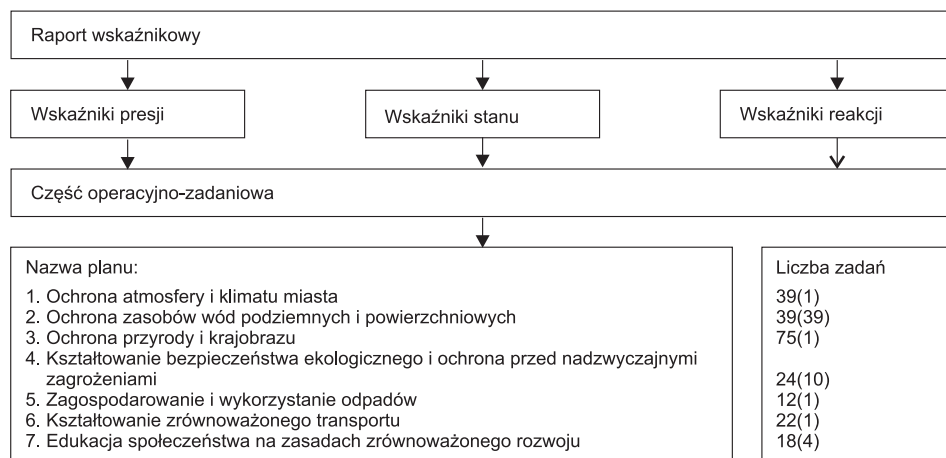 Raport wskaźnikowy
Wskaźniki presji
Wskaźniki stanu
Wskaźniki reakcji
Część operacyjno-zadaniowa
Nazwa planu:
1. Ochrona atmosfery i klimatu miasta
2. Ochrona zasobów wód podziemnych i powierzchniowych
3. Ochrona przyrody i krajobrazu
4. Kształtowanie bezpieczeństwa ekologicznego i ochrona przed nadzwyczajnymi
zagrożeniami
5. Zagospodarowanie i wykorzystanie odpadów
6. Kształtowanie zrównoważonego transportu
7. Edukacja społeczeństwa na zasadach zrównoważonego rozwoju
Liczba zadań
39(1)
39(39)
75(1)
24(10)
12(1)
22(1)
18(4)